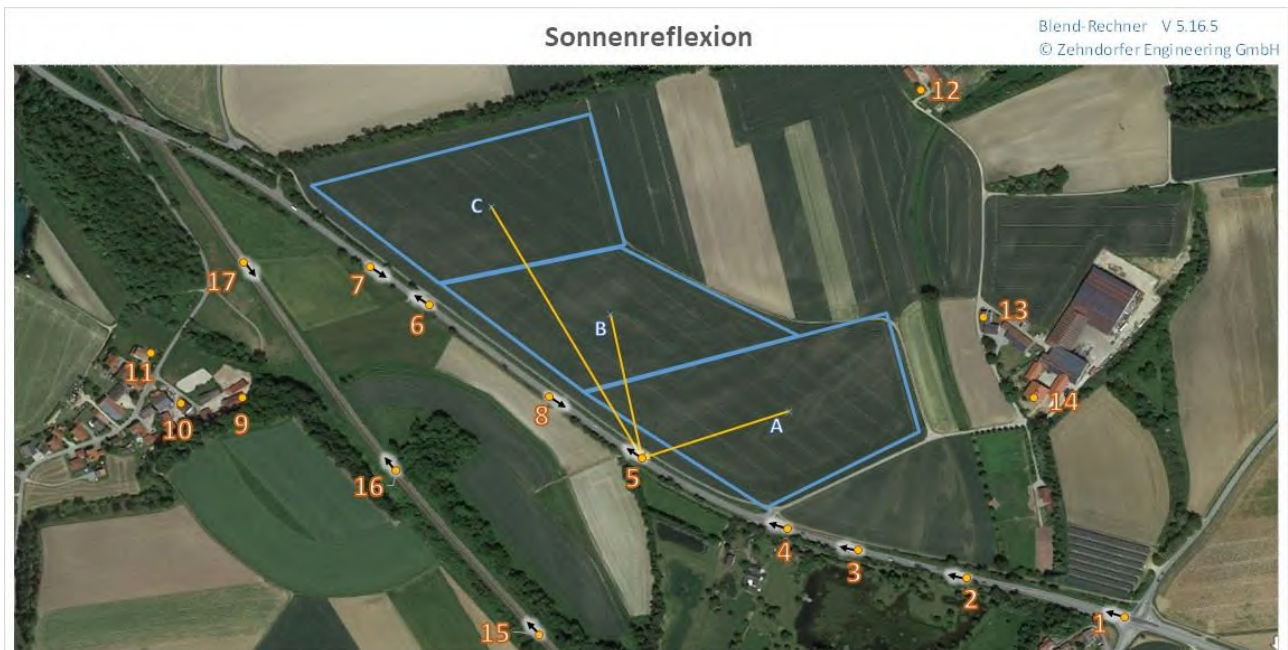 Sonnenreflexion
Blend-Rechner V 5.16.5
© Zehndorfer Engineering GmbH
12
C
17
7
6
13
B
11
8
14
10
9
A
5
16
4
3
2
1
15